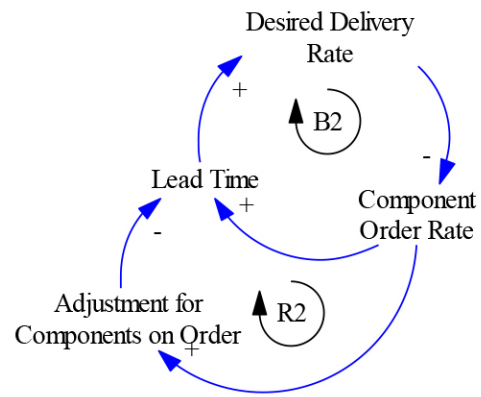 Desired Delivery
Rate
+
B2
-
Lead Time
+
Component
Order Rate
-
Adjustment for
Components on Order
+
R2